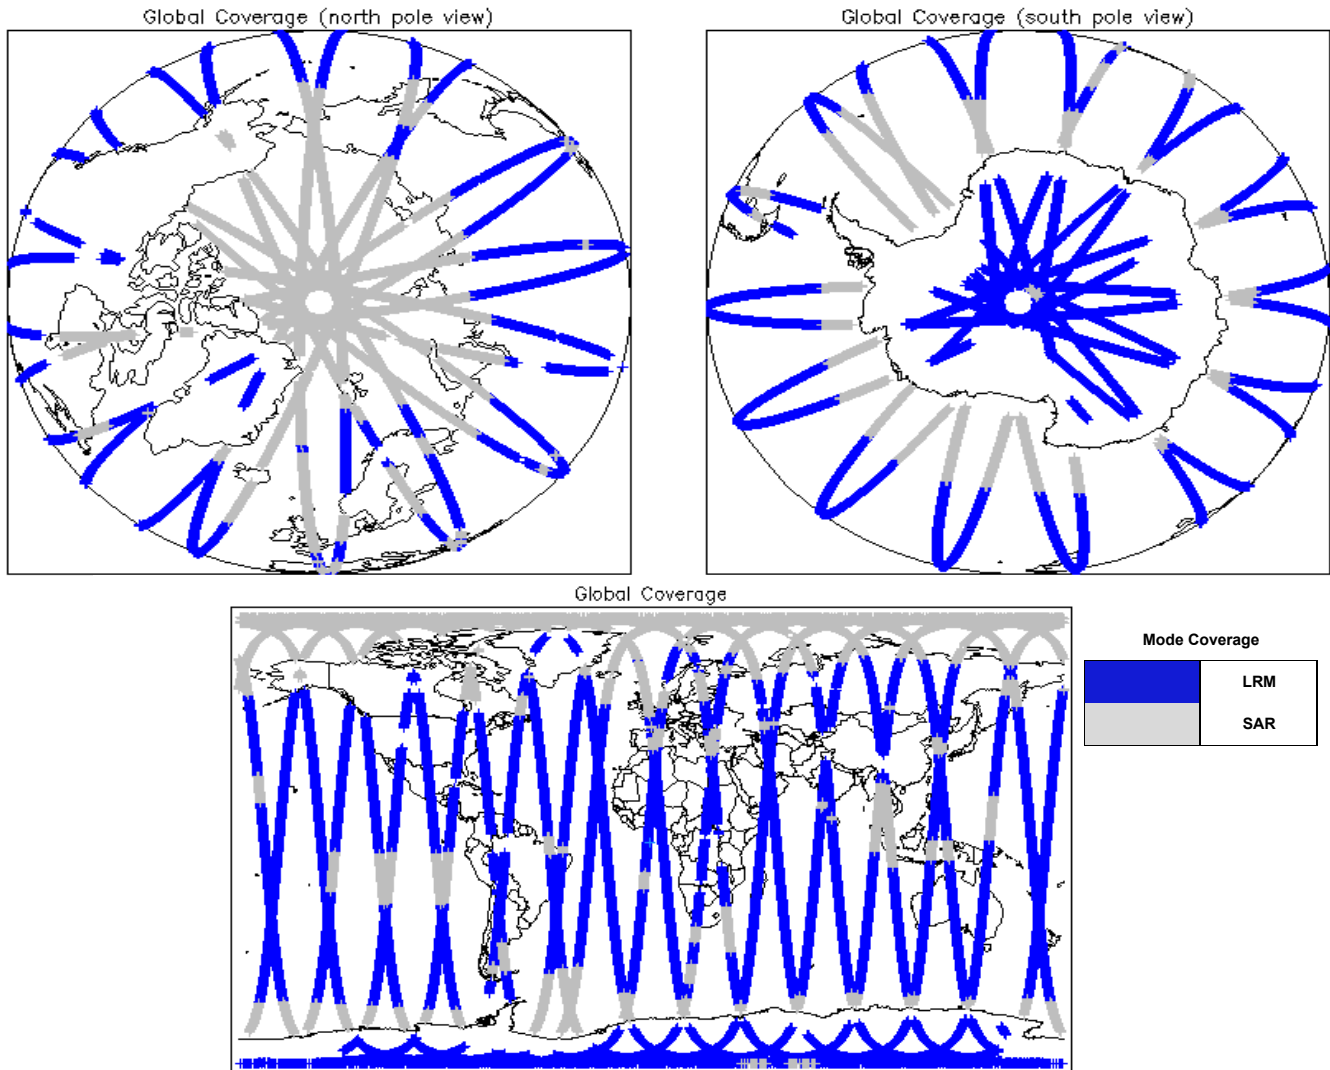 Global Coverage (north pole view)
Global Coverage (south pole view)
Global Coverage
Mode Coverage
LRM
SAR